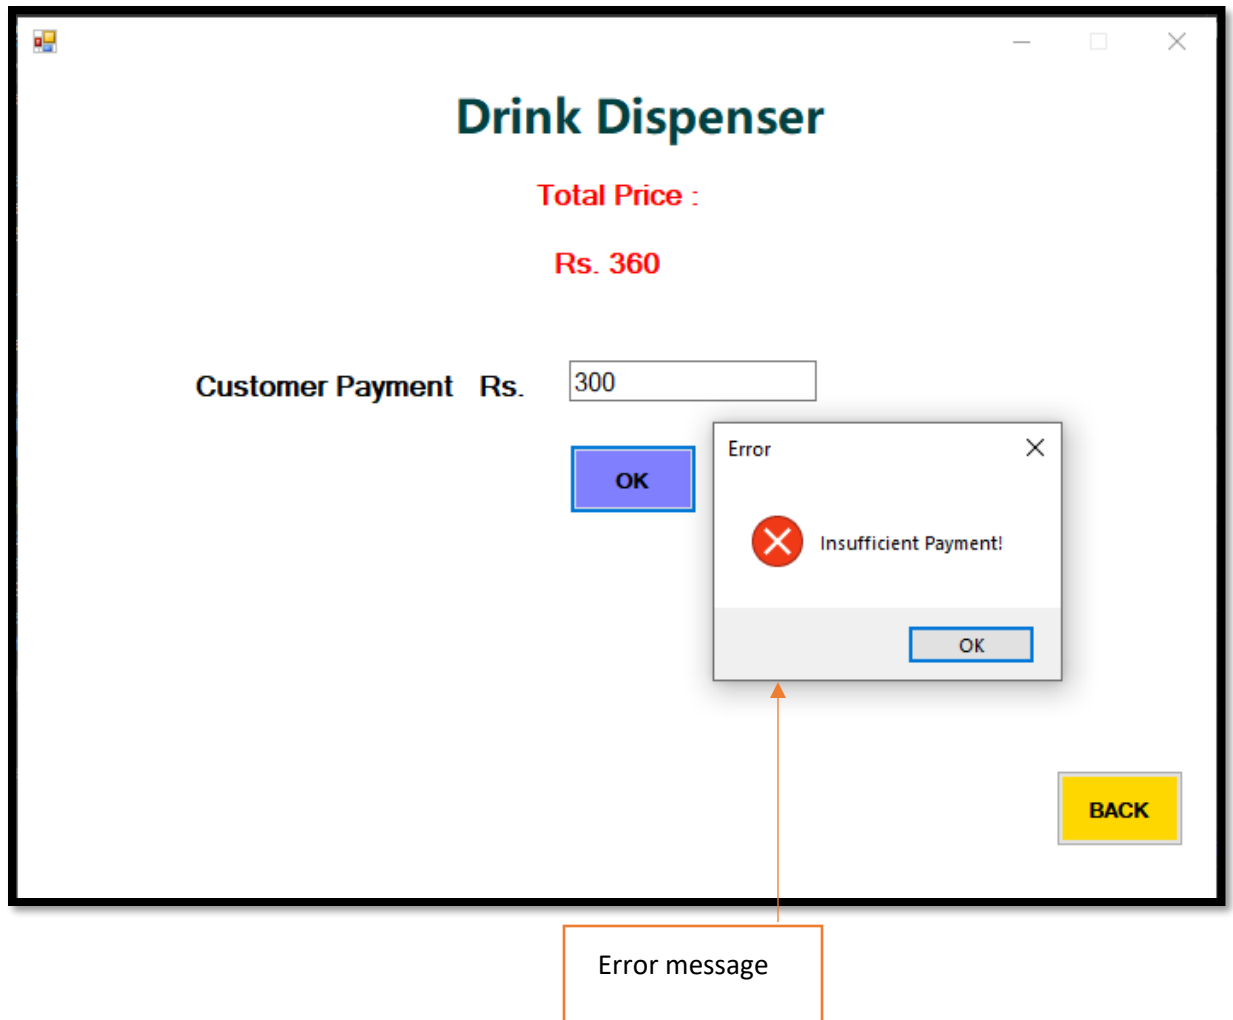 Drink Dispenser
Total Price :
Rs. 360
Customer Payment Rs. 300
OK
Error
Insufficient Payment!
OK
BACK
Error message